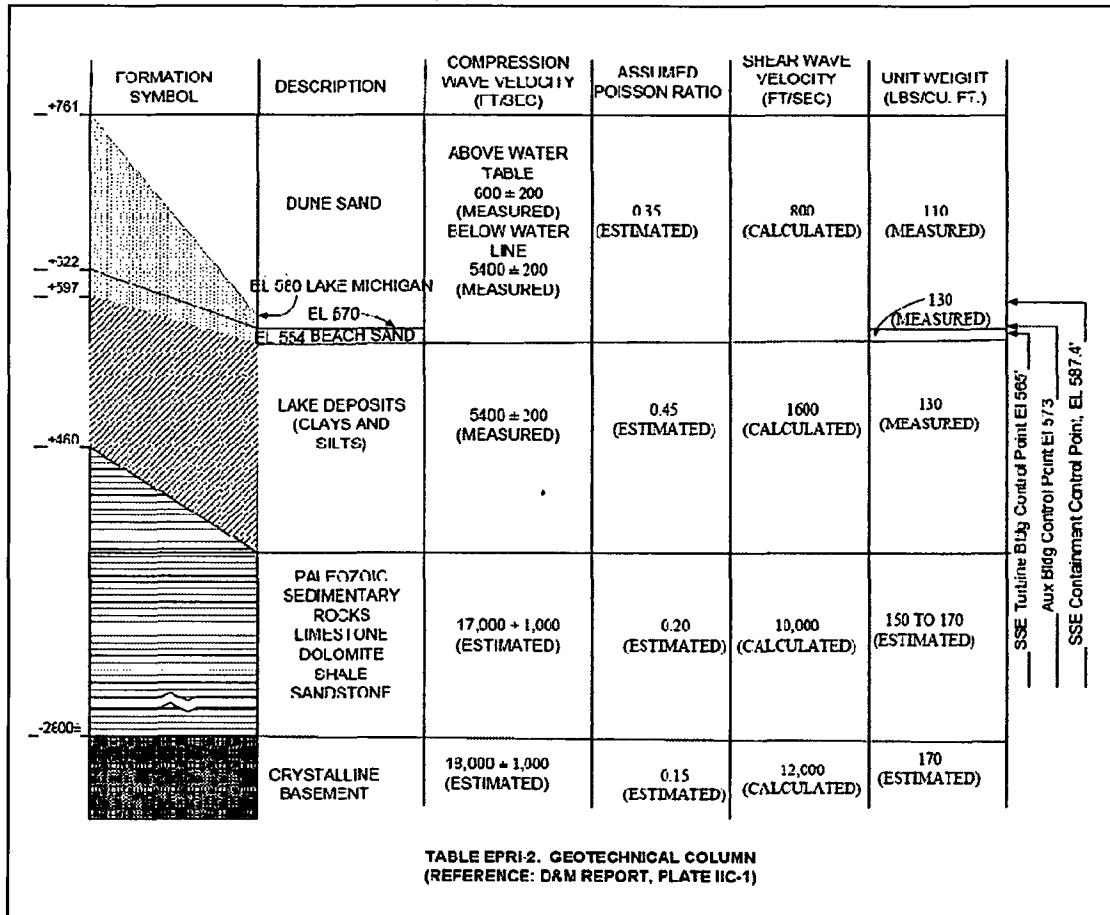 FORMATION SYMBOL
DESCRIPTION
COMPRESSION WAVE VELOCITY (FT/SEC)
ASSUMED POISSON RATIO
SHEAR WAVE VELOCITY (FT/SEC)
UNIT WEIGHT (LBS/CU. FT.)
+761
DUNE SAND
ABOVE WATER
TABLE
600 ± 200
(MEASURED)
BELOW WATER
LINE
5400 ± 200
(MEASURED)
0.35
(ESTIMATED)
800
(CALCULATED)
110
(MEASURED)
+622
+597
EL 580 LAKE MICHIGAN
EL 570
EL 554 BEACH SAND
130
(MEASURED)
LAKE DEPOSITS
(CLAYS AND
SILTS)
5400 ± 200
(MEASURED)
0.45
(ESTIMATED)
1600
(CALCULATED)
130
(MEASURED)
+460
PALEOZOIC
SEDIMENTARY
ROCKS
LIMESTONE
DOLOMITE
SHALE
SANDSTONE
17,000 ± 1,000
(ESTIMATED)
0.20
(ESTIMATED)
10,000
(CALCULATED)
150 TO 170
(ESTIMATED)
CRYSTALLINE
BASEMENT
± 1,000
(ESTIMATED)
0.15
(ESTIMATED)
12,000
(CALCULATED)
170
(ESTIMATED)
SSE Turbine Bldg Control Point El 565'
Aux Bldg Control Point El 573
SSE Containment Control Point, EL 587.4'
TABLE EPRI-2. GEOTECHNICAL COLUMN
(REFERENCE: D&M REPORT, PLATE IIC-1)